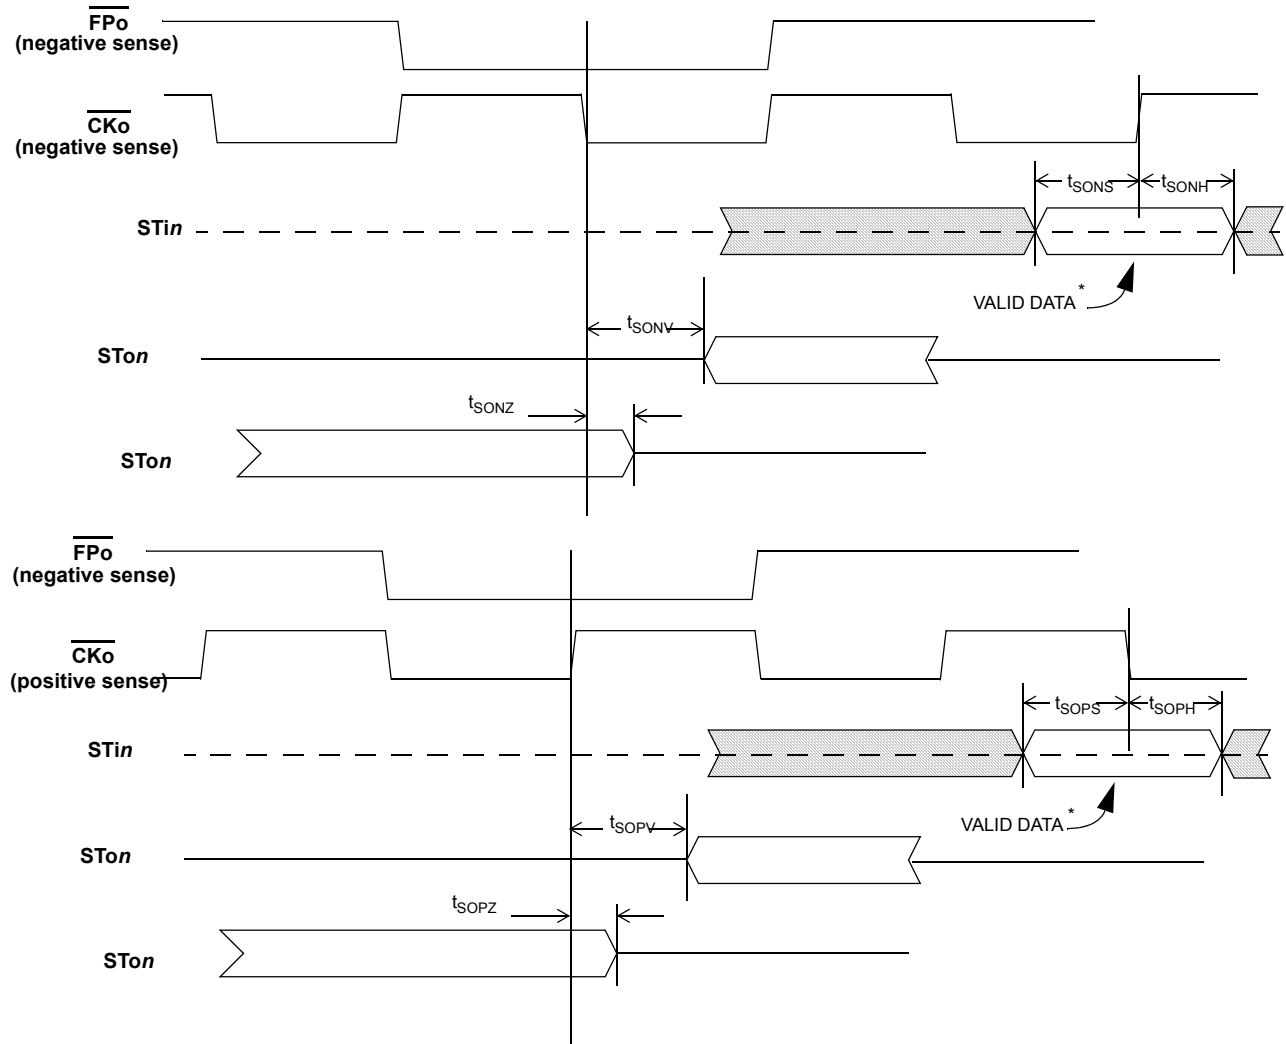 FPo
(negative sense)
CKo
(negative sense)
tSONS
tSONH
STin
VALID DATA*
tSONV
STon
tSONZ
STon
FPo
(negative sense)
CKo
(positive sense)
tSOPS
tSOPH
STin
VALID DATA*
tSOPV
STon
tSOPZ
STon